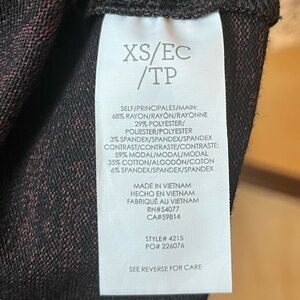 XS/EC
/TP
SELF/PRINCIPALES/MAIN:
68% RAYON/RAYÓN/RAYONNE
29% POLYESTER/
POLIESTER/POLYESTER
3% SPANDEX/SPANDEX/SPANDEX
CONTRAST/CONTRASTE/CONTRASTE:
59% MODAL/MODAL/MODAL
35% COTTON/ALGODÓN/COTON
6% SPANDEX/SPANDEX/SPANDEX
MADE IN VIETNAM
HECHO EN VIETNAM
FABRIQUÉ AU VIETNAM
RN#54077
CA#59814
STYLE# 4215
PO# 226076
SEE REVERSE FOR CARE